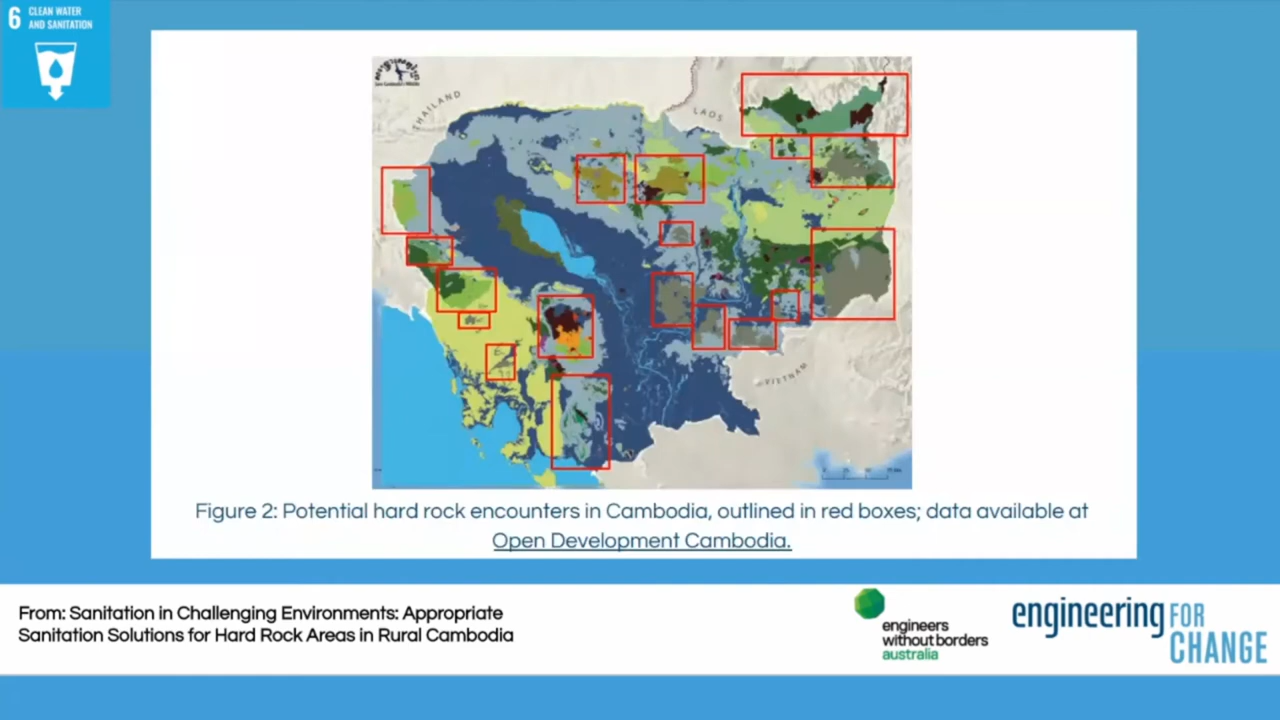 6 CLEAN WATER
AND SANITATION
THAILAND
LAOS
VIETNAM
Figure 2: Potential hard rock encounters in Cambodia, outlined in red boxes; data available at
Open Development Cambodia.
From: Sanitation in Challenging Environments: Appropriate
Sanitation Solutions for Hard Rock Areas in Rural Cambodia
engineers
without borders
australia
engineering FOR
CHANGE